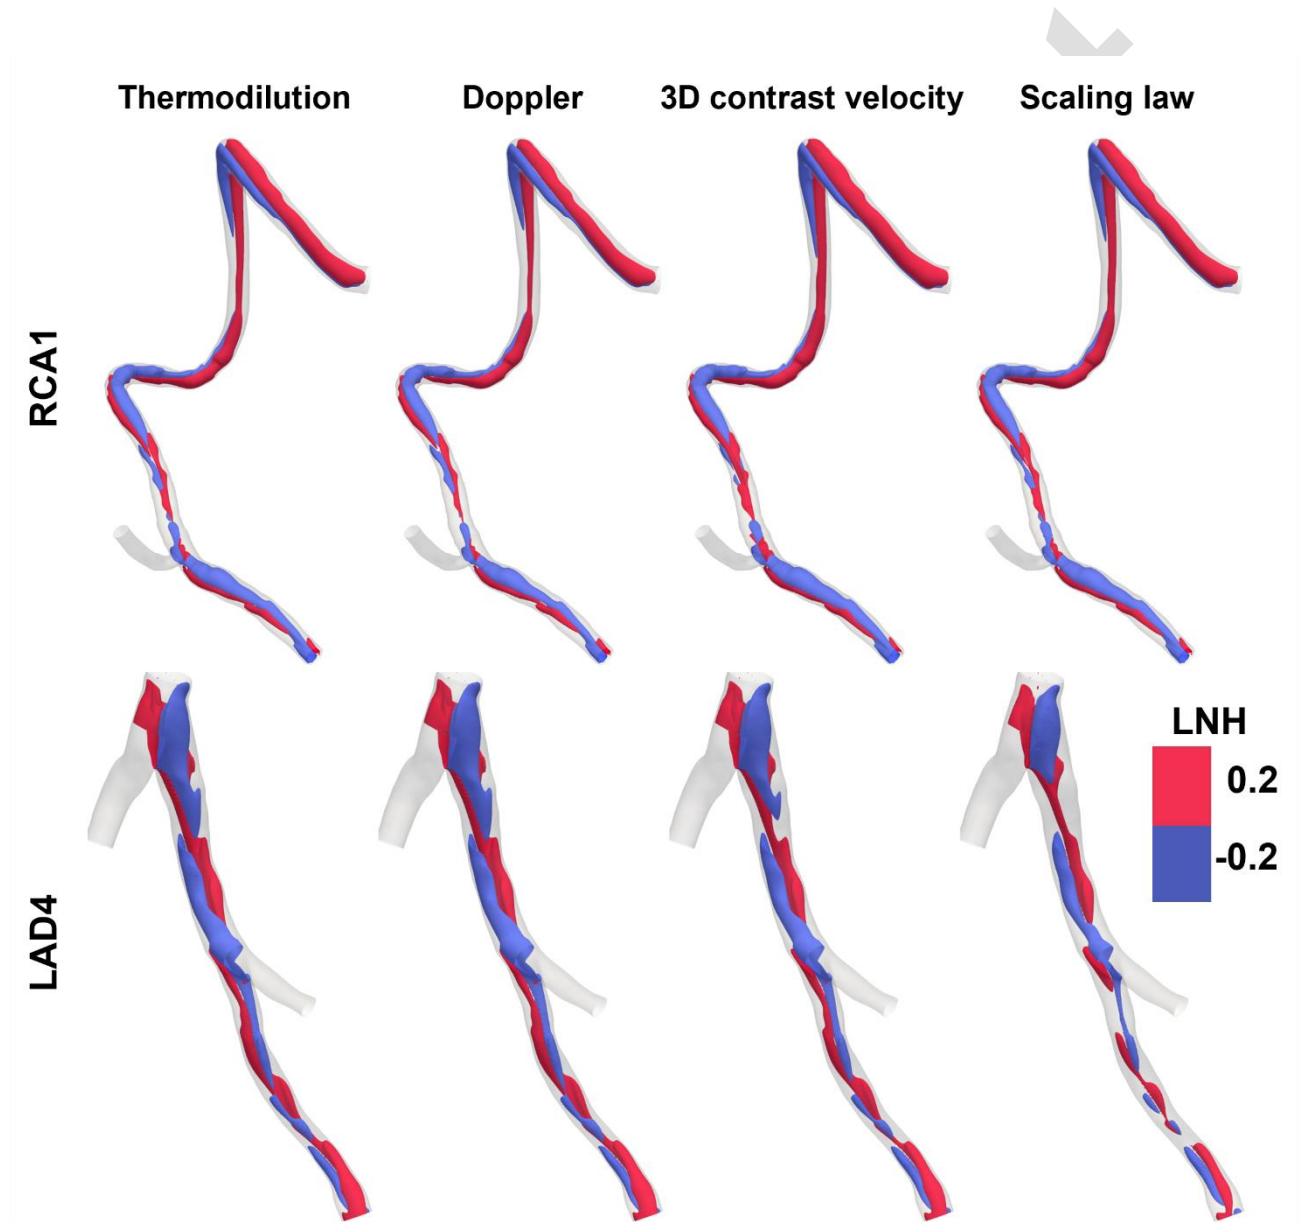 Thermodilution Doppler 3D contrast velocity Scaling law
RCA1
LAD4
LNH
0.2
-0.2